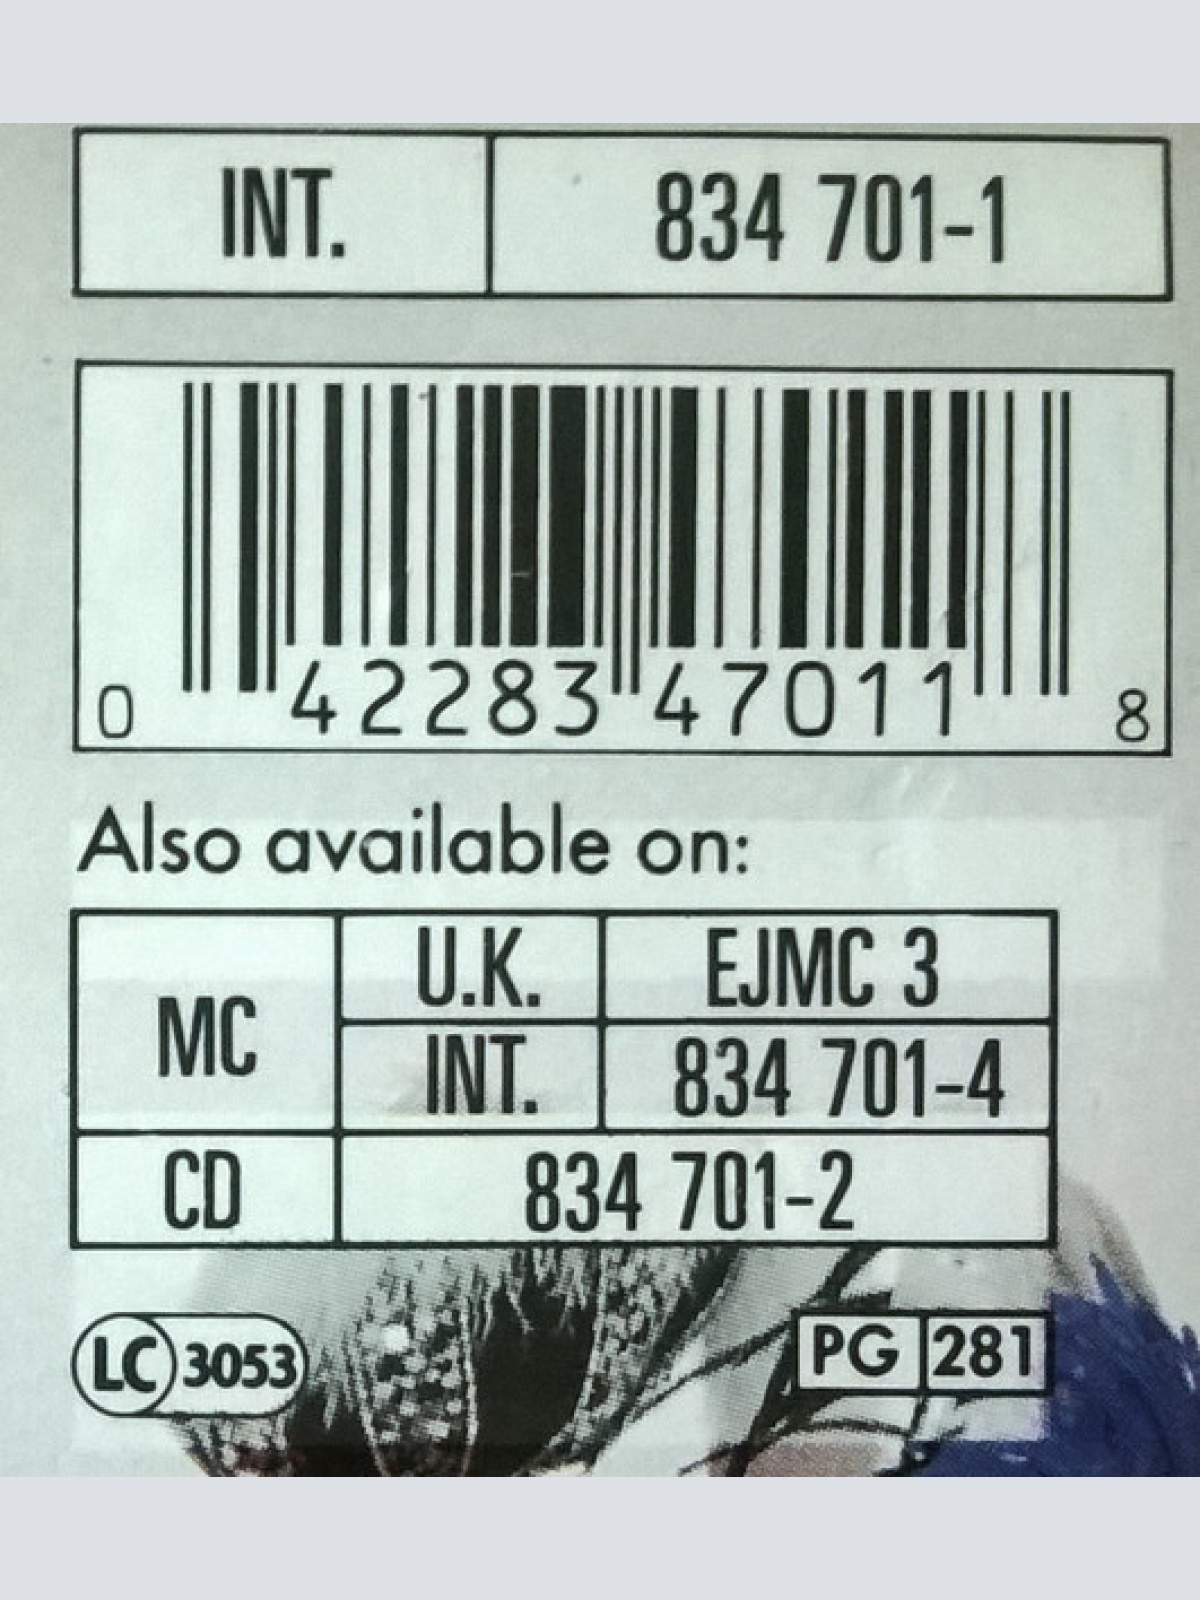 INT. 834 701-1
0 42283 47011 8
Also available on:
MC U.K. EJMC 3
INT. 834 701-4
CD 834 701-2
LC 3053 PG 281